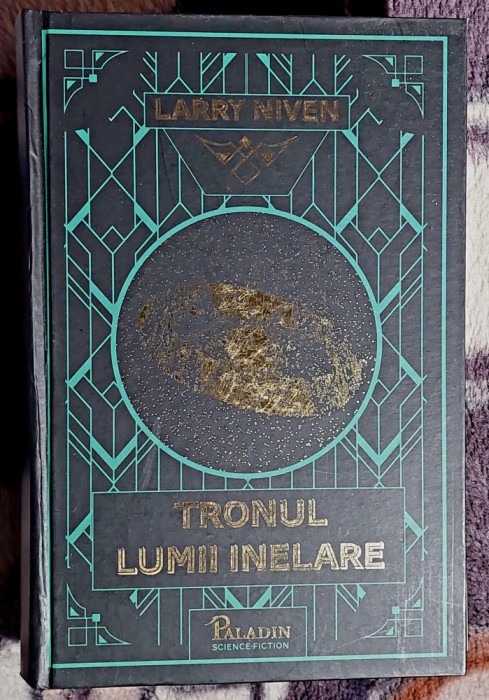 LARRY NIVEN
TRONUL
LUMII INELARE
PALADIN
SCIENCE-FICTION